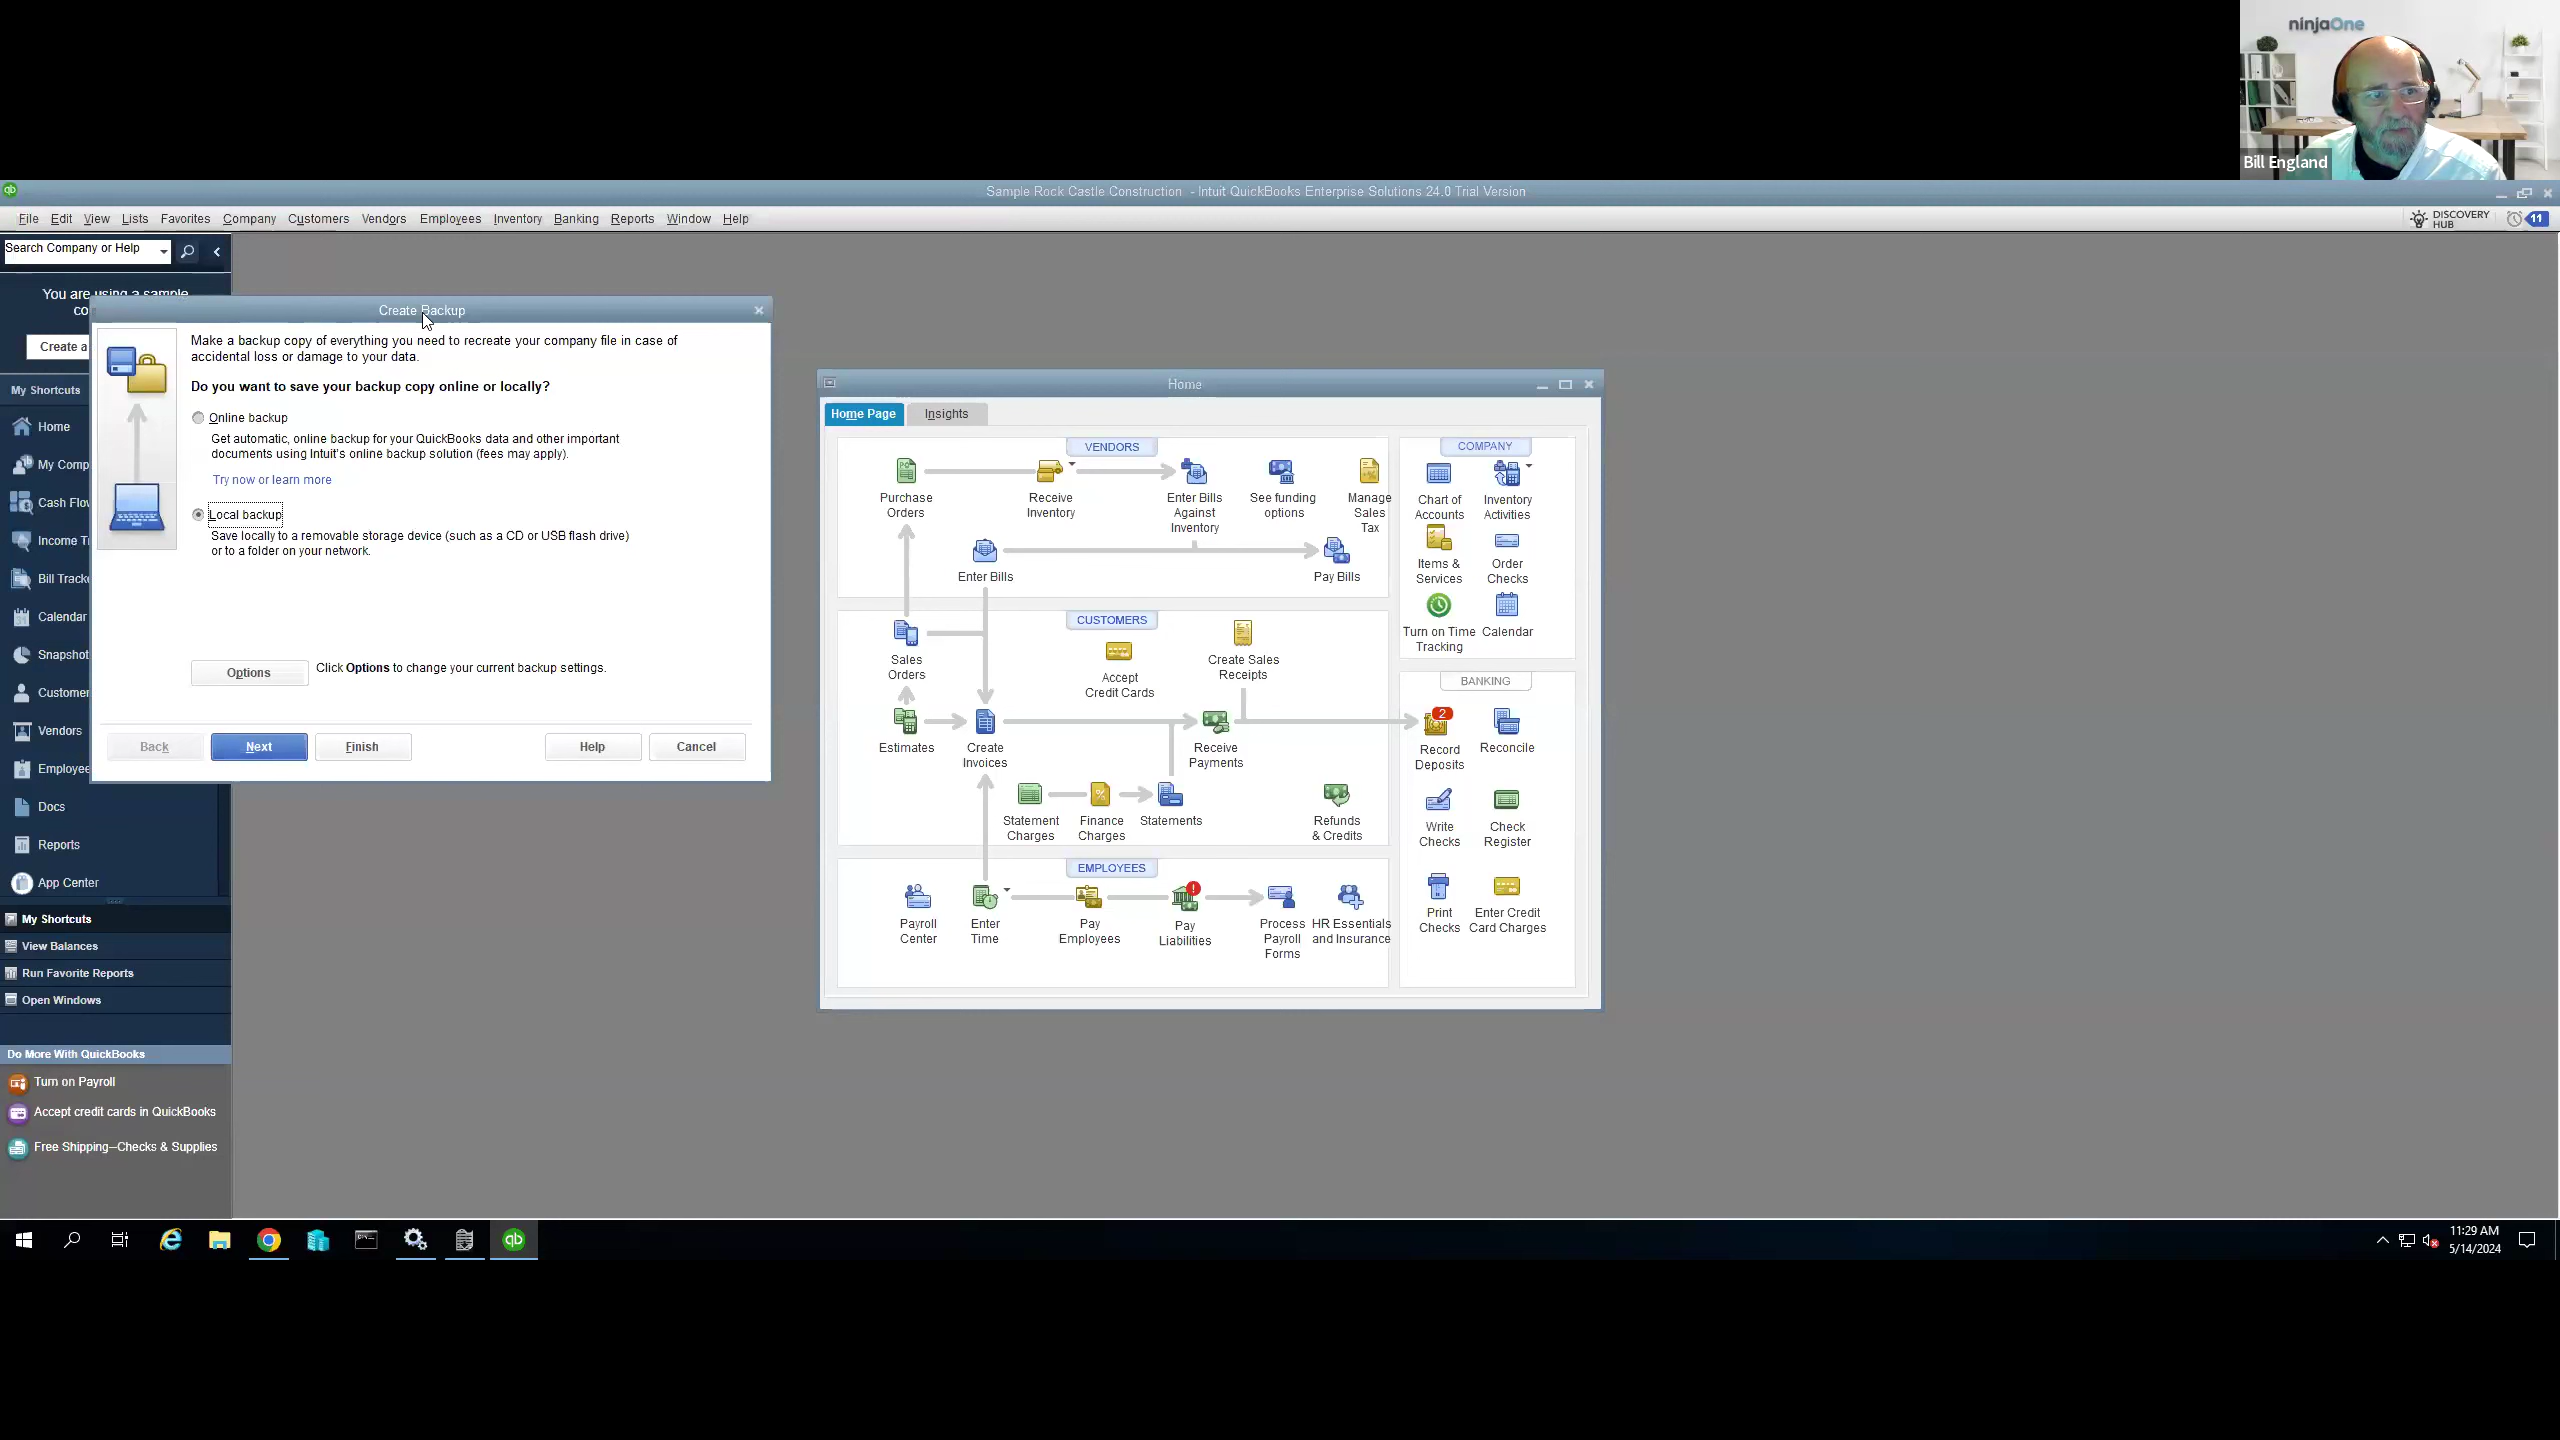 ninjaOne
Bill England
Sample Rock Castle Construction - Intuit QuickBooks Enterprise Solutions 24.0 Trial Version
File Edit View Lists Favorites Company Customers Vendors Employees Inventory Banking Reports Window Help
DISCOVERY
HUB
11
Search Company or Help
You are using a sample
co
Create a
My Shortcuts
Home
My Comp
Cash Flow
Income Tr
Bill Tracke
Calendar
Snapshot
Customer
Vendors
Employee
Docs
Reports
App Center
My Shortcuts
View Balances
Run Favorite Reports
Open Windows
Do More With QuickBooks
Turn on Payroll
Accept credit cards in QuickBooks
Free Shipping--Checks & Supplies
Create Backup
Make a backup copy of everything you need to recreate your company file in case of
accidental loss or damage to your data.
Do you want to save your backup copy online or locally?
Online backup
Get automatic, online backup for your QuickBooks data and other important
documents using Intuit's online backup solution (fees may apply).
Try now or learn more
Local backup
Save locally to a removable storage device (such as a CD or USB flash drive)
or to a folder on your network.
Options
Click Options to change your current backup settings.
Back Next Finish Help Cancel
Home
Home Page Insights
VENDORS
Purchase
Orders
Receive
Inventory
Enter Bills
Against
Inventory
See funding
options
Manage
Sales
Tax
Enter Bills
Pay Bills
CUSTOMERS
Sales
Orders
Accept
Credit Cards
Create Sales
Receipts
Estimates
Create
Invoices
Receive
Payments
Statement
Charges
Finance
Charges
Statements
Refunds
& Credits
EMPLOYEES
Payroll
Center
Enter
Time
Pay
Employees
Pay
Liabilities
Process
Payroll
Forms
HR Essentials
and Insurance
COMPANY
Chart of
Accounts
Inventory
Activities
Items &
Services
Order
Checks
Turn on Time
Tracking
Calendar
BANKING
2
Record
Deposits
Reconcile
Write
Checks
Check
Register
Print
Checks
Enter Credit
Card Charges
qb
11:29 AM
5/14/2024